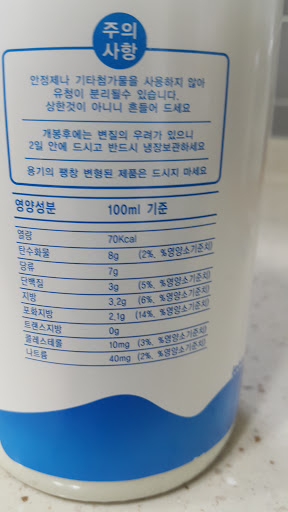 주의
사항
안정제나 기타첨가물을 사용하지 않아
유청이 분리될수 있습니다.
상한것이 아니니 흔들어 드세요
개봉후에는 변질의 우려가 있으니
2일 안에 드시고 반드시 냉장보관하세요
용기의 팽창 변형된 제품은 드시지 마세요
영양성분 100ml 기준
열량 70Kcal
탄수화물 8g (2%, %영양소기준치)
당류 7g
단백질 3g (5%, %영양소기준치)
지방 3.2g (6%, %영양소기준치)
포화지방 2.1g (14%, %영양소기준치)
트랜스지방 0g
콜레스테롤 10mg (3%, %영양소기준치)
나트륨 40mg (2%, %영양소기준치)